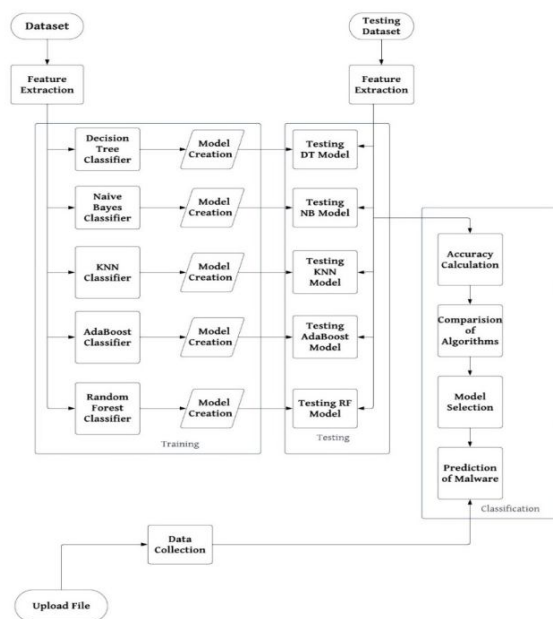 Dataset
Testing
Dataset
Feature
Extraction
Feature
Extraction
Decision
Tree
Classifier
Model
Creation
Testing
DT Model
Naive
Bayes
Classifier
Model
Creation
Testing
NB Model
KNN
Classifier
Model
Creation
Testing
KNN
Model
AdaBoost
Classifier
Model
Creation
Testing
AdaBoost
Model
Random
Forest
Classifier
Model
Creation
Testing RF
Model
Training
Testing
Accuracy
Calculation
Comparision
of
Algorithms
Model
Selection
Prediction
of Malware
Classification
Data
Collection
Upload File